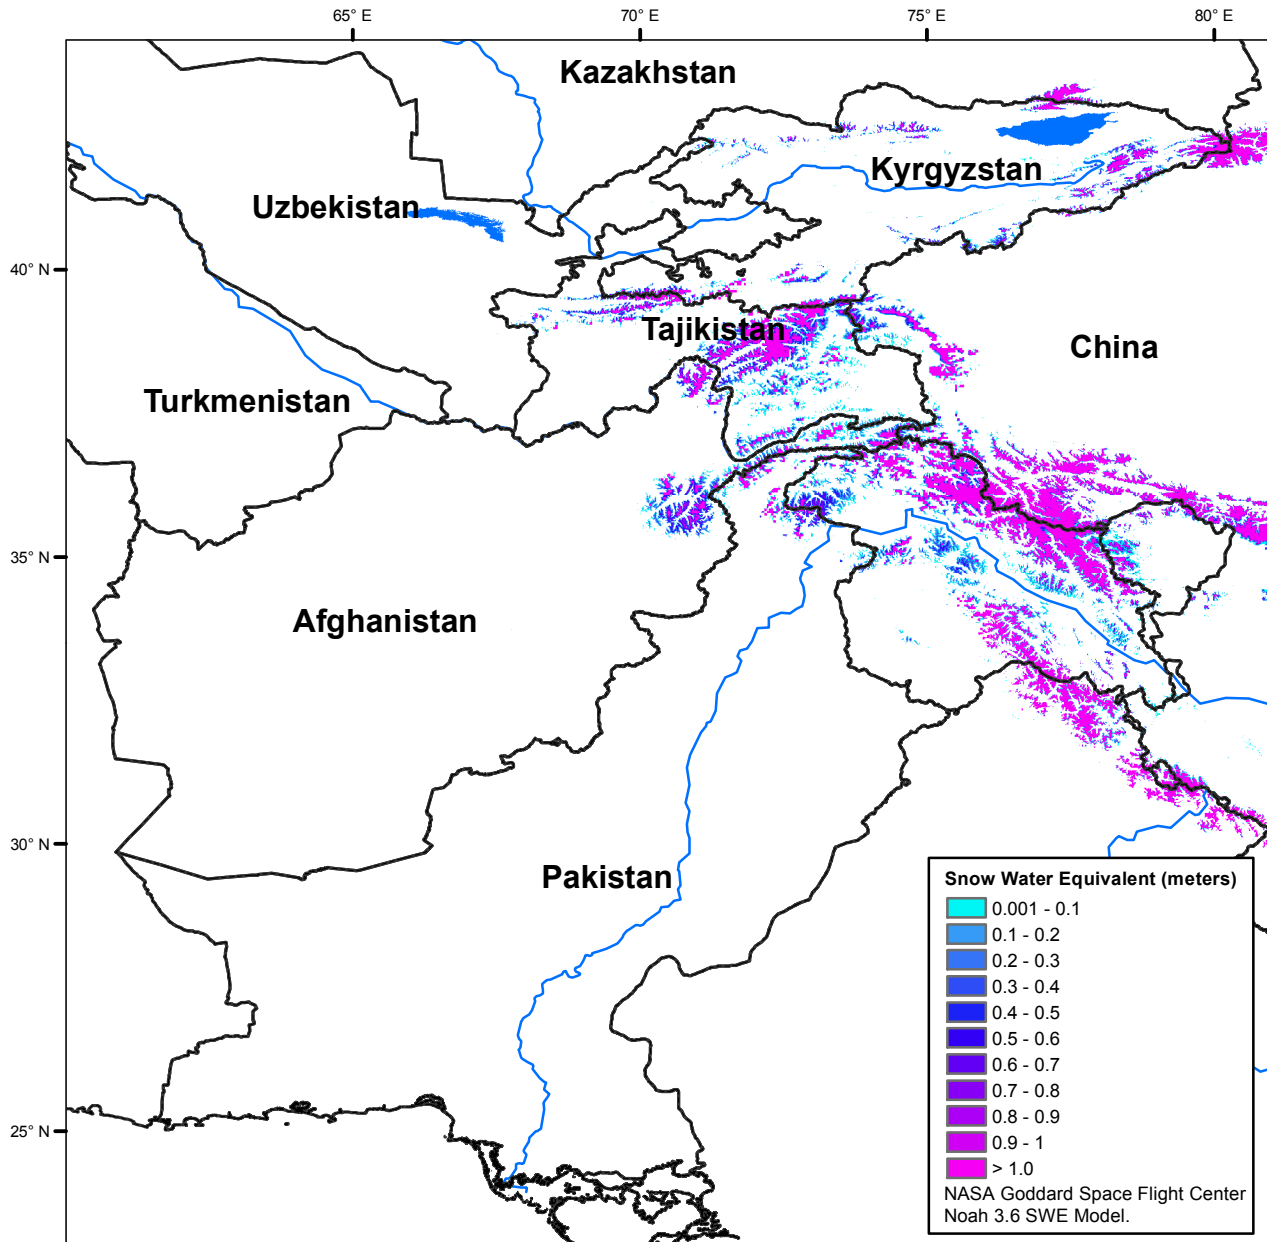 65° E
70° E
75° E
80° E
Kazakhstan
Kyrgyzstan
Uzbekistan
40° N
Tajikistan
China
Turkmenistan
35° N
Afghanistan
30° N
Pakistan
25° N
Snow Water Equivalent (meters)
0.001 - 0.1
0.1 - 0.2
0.2 - 0.3
0.3 - 0.4
0.4 - 0.5
0.5 - 0.6
0.6 - 0.7
0.7 - 0.8
0.8 - 0.9
0.9 - 1
> 1.0
NASA Goddard Space Flight Center
Noah 3.6 SWE Model.